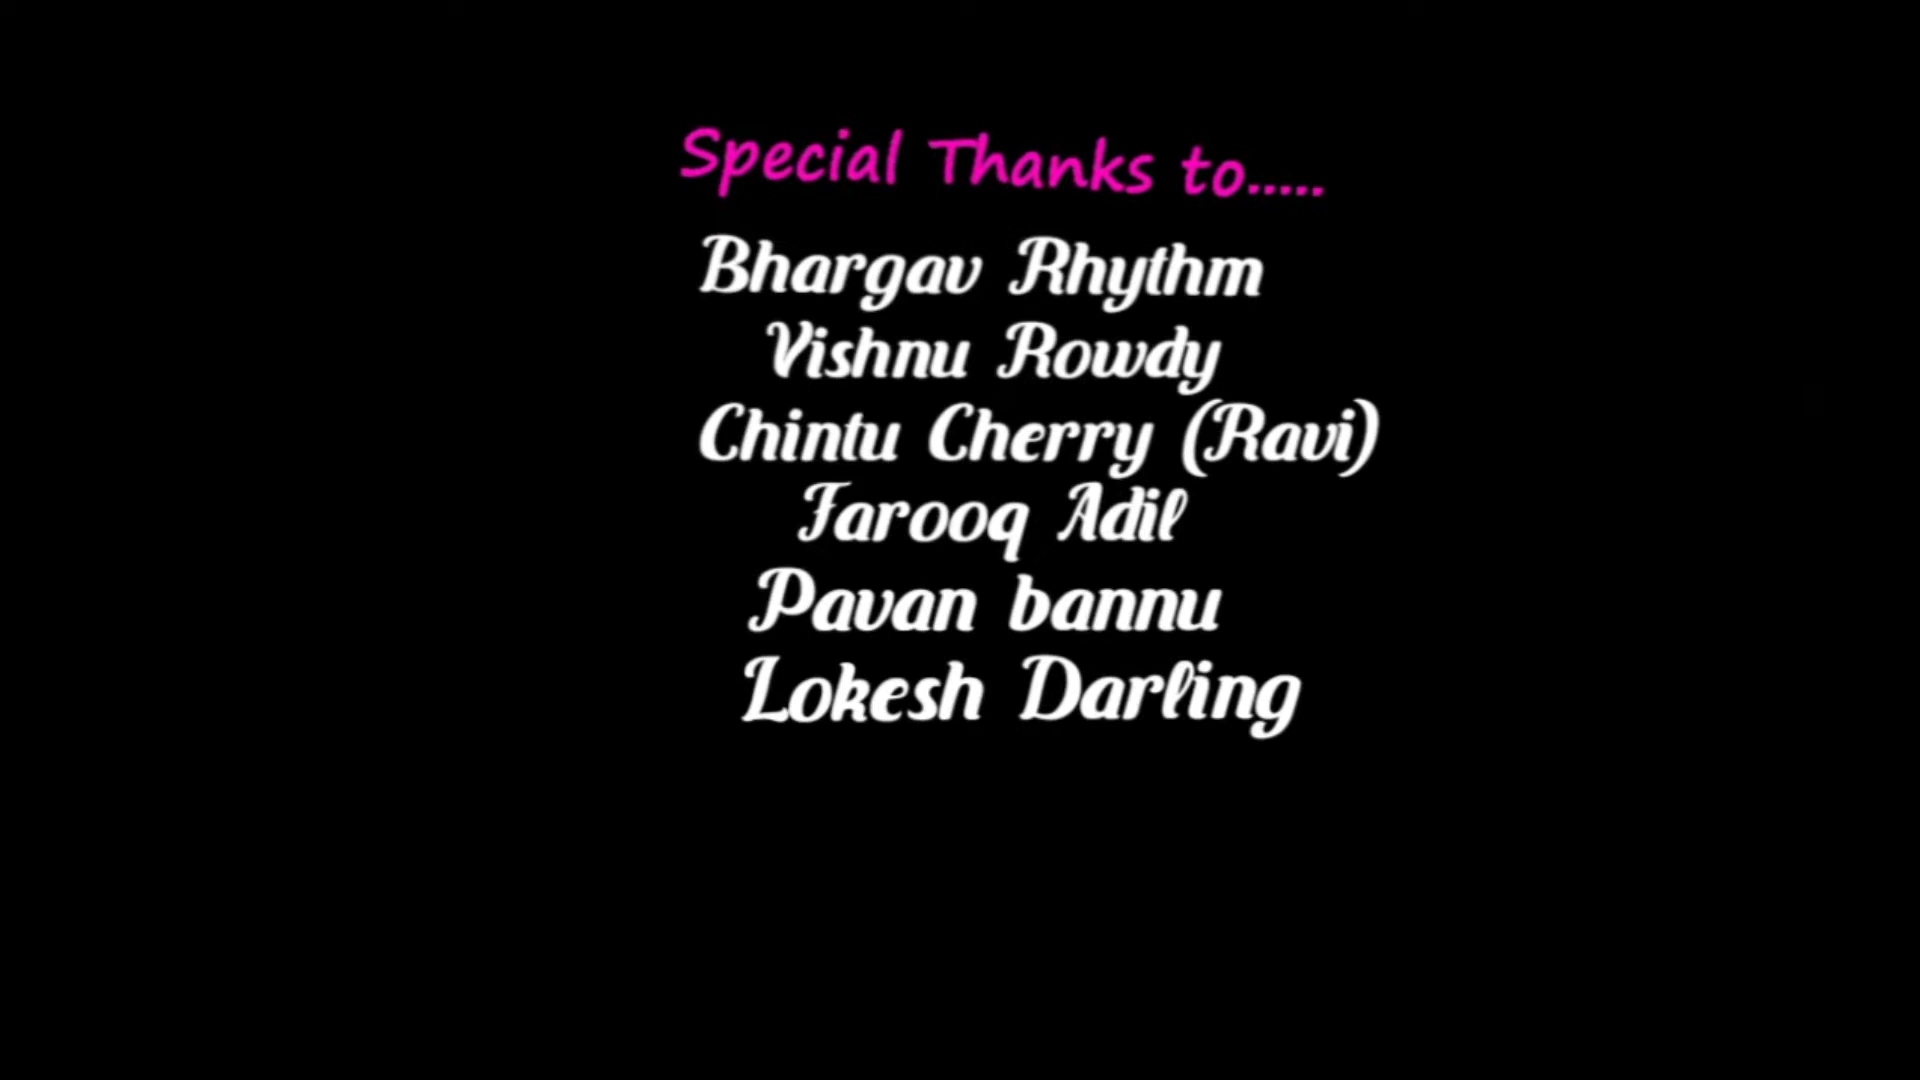 Special Thanks to.....
Bhargav Rhythm
Vishnu Rowdy
Chintu Cherry (Ravi)
Farooq Adil
Pavan bannu
Lokesh Darling